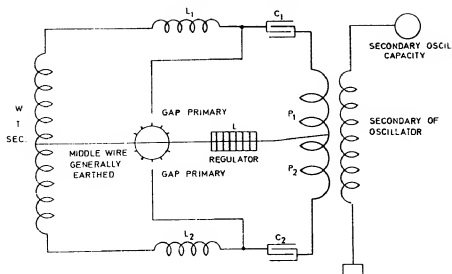 L1
C1
SECONDARY OSCIL
CAPACITY
W
T
SEC.
GAP PRIMARY
P1
L
SECONDARY OF
OSCILLATOR
MIDDLE WIRE
GENERALLY
EARTHED
REGULATOR
GAP PRIMARY
P2
L2
C2